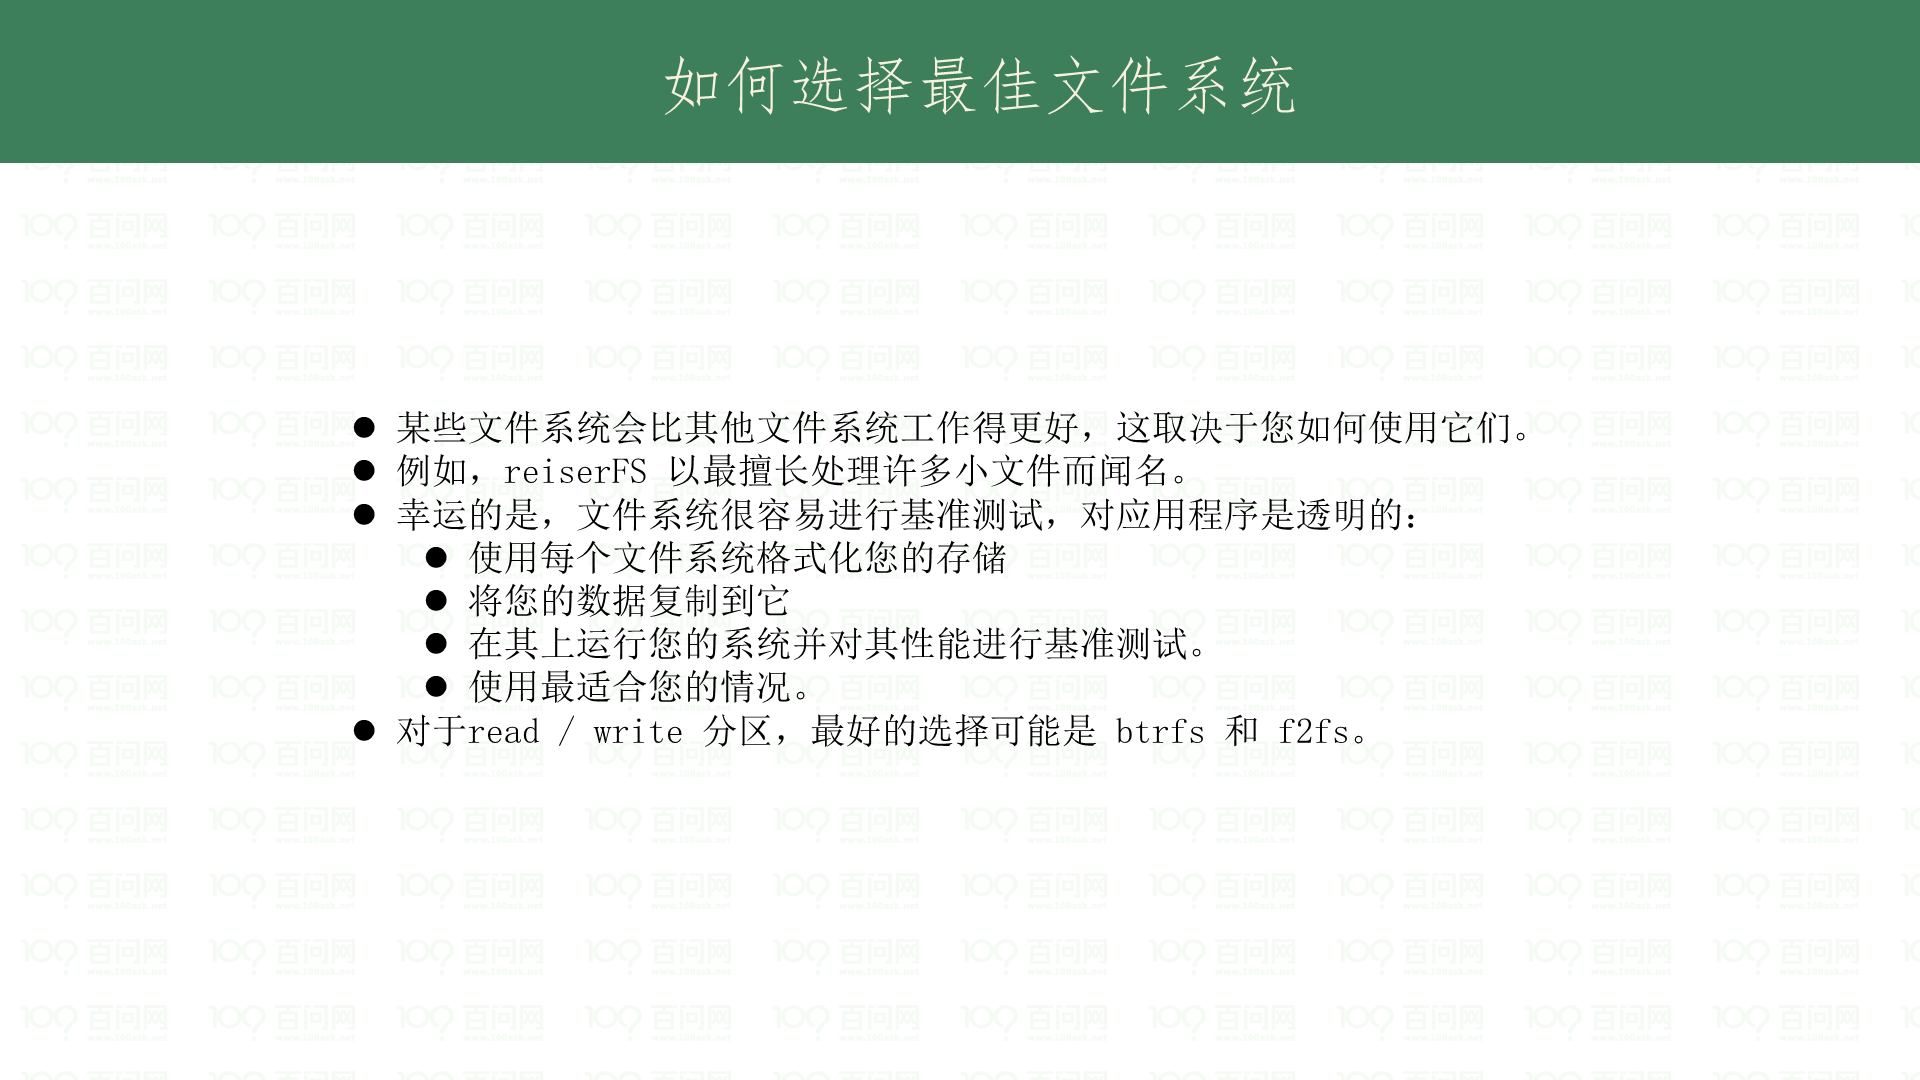 如何选择最佳文件系统
● 某些文件系统会比其他文件系统工作得更好，这取决于您如何使用它们。
● 例如，reiserFS 以最擅长处理许多小文件而闻名。
● 幸运的是，文件系统很容易进行基准测试，对应用程序是透明的：
● 使用每个文件系统格式化您的存储
● 将您的数据复制到它
● 在其上运行您的系统并对其性能进行基准测试。
● 使用最适合您的情况。
● 对于read / write 分区，最好的选择可能是 btrfs 和 f2fs。